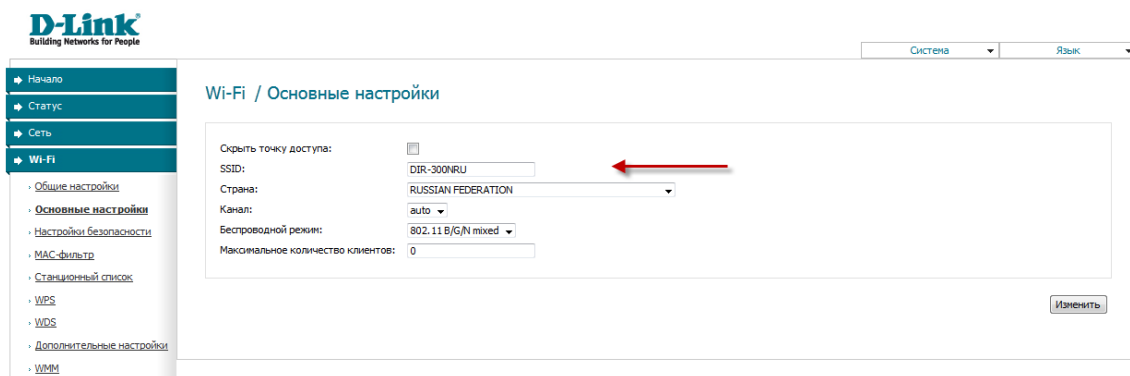 D-Link
Building Networks for People
Система
Язык
Начало
Статус
Сеть
Wi-Fi
Общие настройки
Основные настройки
Настройки безопасности
MAC-фильтр
Станционный список
WPS
WDS
Дополнительные настройки
WMM
Wi-Fi / Основные настройки
Скрыть точку доступа:
SSID: DIR-300NRU
Страна: RUSSIAN FEDERATION
Канал: auto
Беспроводной режим: 802.11 B/G/N mixed
Максимальное количество клиентов: 0
Изменить